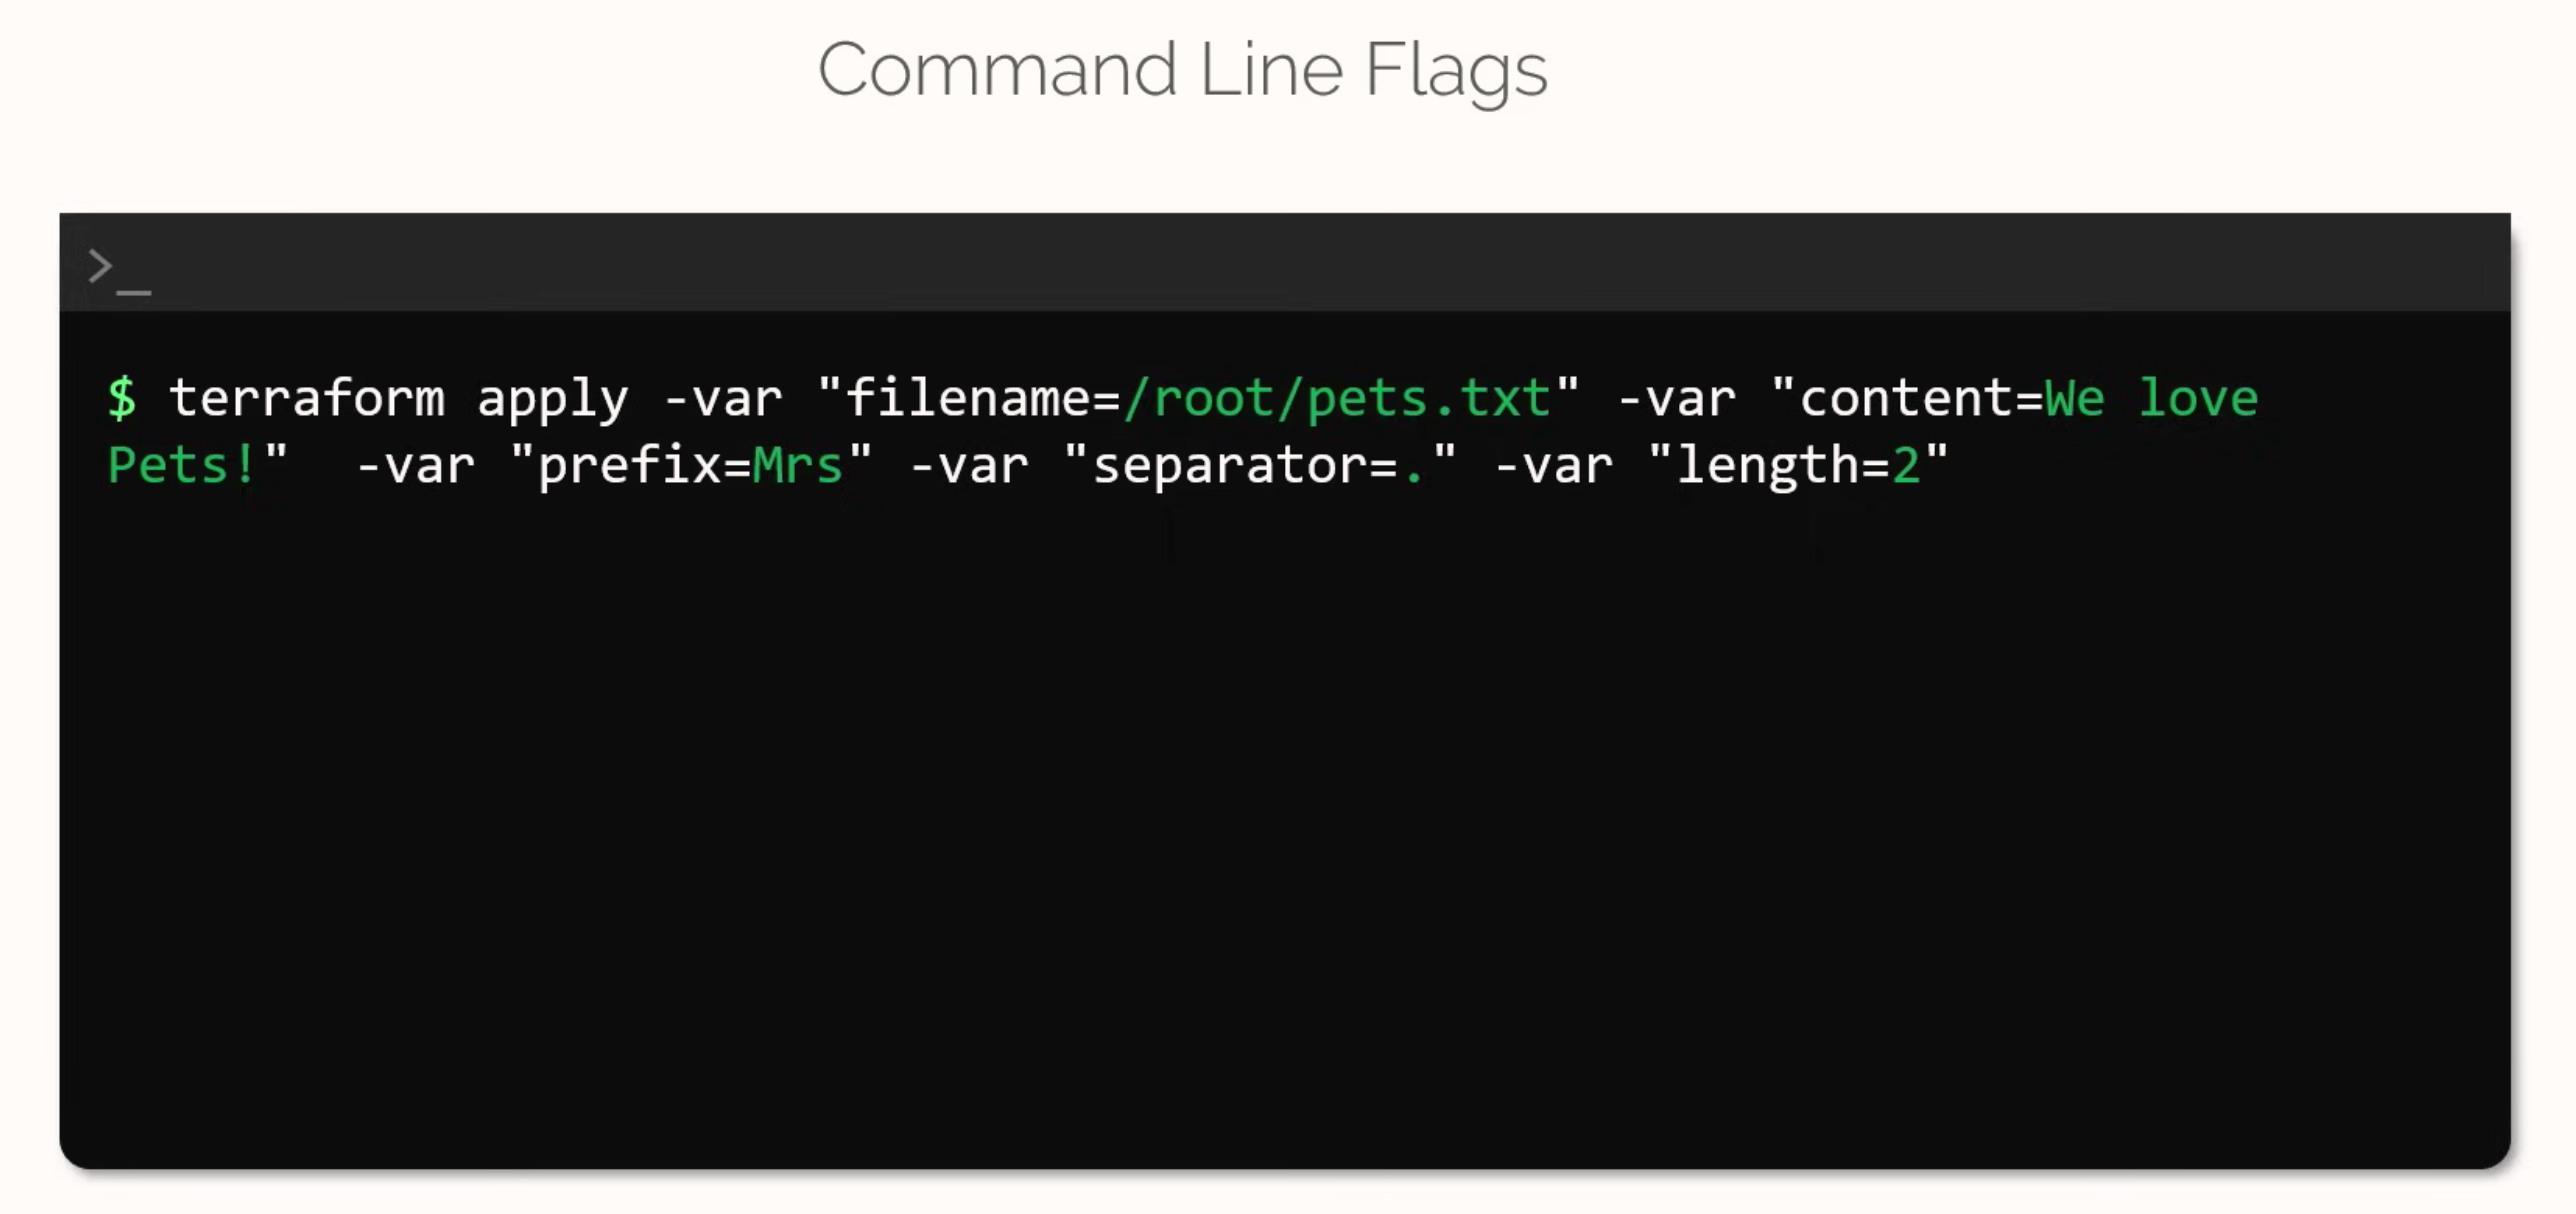 Command Line Flags
>_
$ terraform apply -var "filename=/root/pets.txt" -var "content=We love
Pets!"  -var "prefix=Mrs" -var "separator=." -var "length=2"